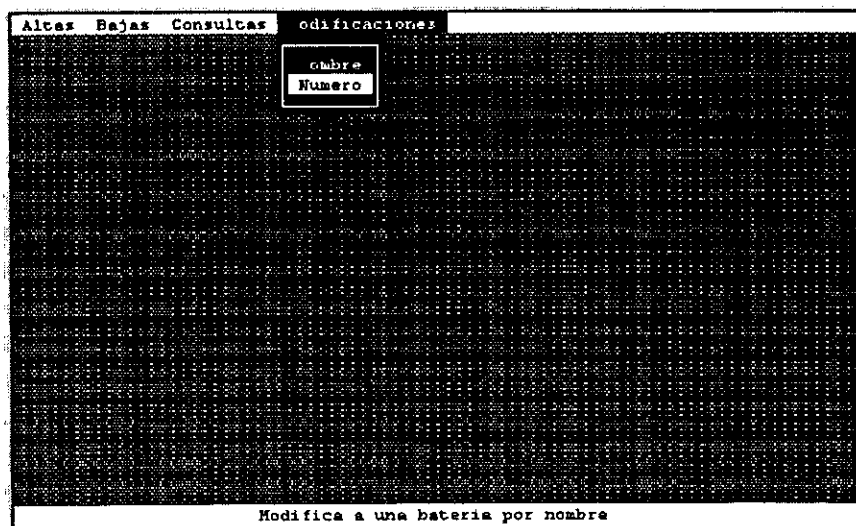 Altas Bajas Consultas odificaciones
ombre
Numero
Modifica a una bateria por nombre